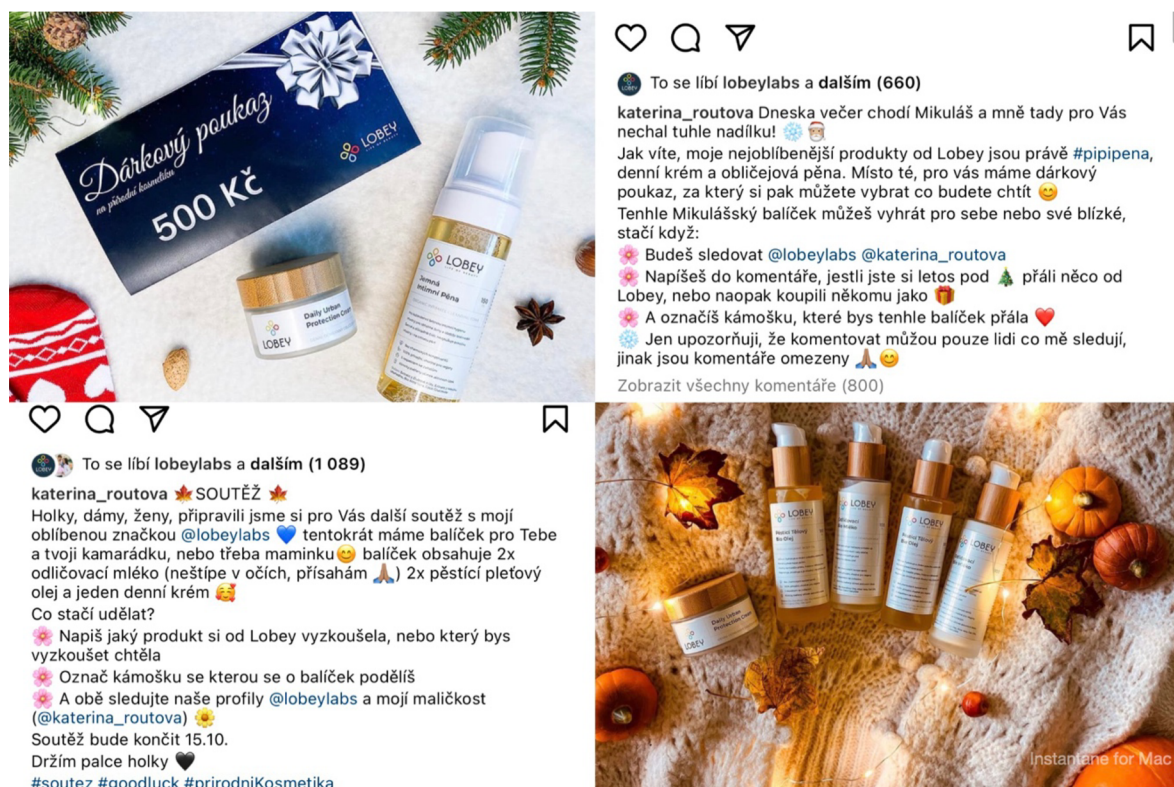 Dárkový poukaz
na přírodní kosmetiku
500 Kč
LOBEY
LOBEY
Jemná
Intimní Pěna
Daily Urban
Protection Cream
LOBEY
To se líbí lobeylabs a dalším (660)
katerina_routova Dneska večer chodí Mikuláš a mně tady pro Vás
nechal tuhle nadílku! ❄️🎅🏼
Jak víte, moje nejoblíbenější produkty od Lobey jsou právě #pipipena,
denní krém a obličejová pěna. Místo té, pro vás máme dárkový
poukaz, za který si pak můžete vybrat co budete chtít 😊
Tenhle Mikulášský balíček můžeš vyhrát pro sebe nebo své blízké,
stačí když:
🌸 Budeš sledovat @lobeylabs @katerina_routova
🌸 Napíšeš do komentáře, jestli jste si letos pod 🌲 přáli něco od
Lobey, nebo naopak koupili někomu jako 🎁
🌸 A označíš kámošku, které bys tenhle balíček přála ❤️
❄️ Jen upozorňuji, že komentovat můžou pouze lidi co mě sledují,
jinak jsou komentáře omezeny 🙏🏽😊
Zobrazit všechny komentáře (800)
To se líbí lobeylabs a dalším (1 089)
katerina_routova 🍁SOUTĚŽ 🍁
Holky, dámy, ženy, připravili jsme si pro Vás další soutěž s mojí
oblíbenou značkou @lobeylabs 💙 tentokrát máme balíček pro Tebe
a tvoji kamarádku, nebo třeba maminku😊 balíček obsahuje 2x
odličovací mléko (neštípe v očích, přísahám 🙏🏽) 2x pěstící pleťový
olej a jeden denní krém 🥰
Co stačí udělat?
🌸 Napiš jaký produkt si od Lobey vyzkoušela, nebo který bys
vyzkoušet chtěla
🌸 Označ kámošku se kterou se o balíček podělíš
🌸 A obě sledujte naše profily @lobeylabs a mojí maličkost
(@katerina_routova) 🌼
Soutěž bude končit 15.10.
Držím palce holky 🖤
#soutez #goodluck #prirodniKosmetika
LOBEY
LOBEY
LOBEY
LOBEY
Daily Urban
Protection Cream
LOBEY
Instantane for Mac